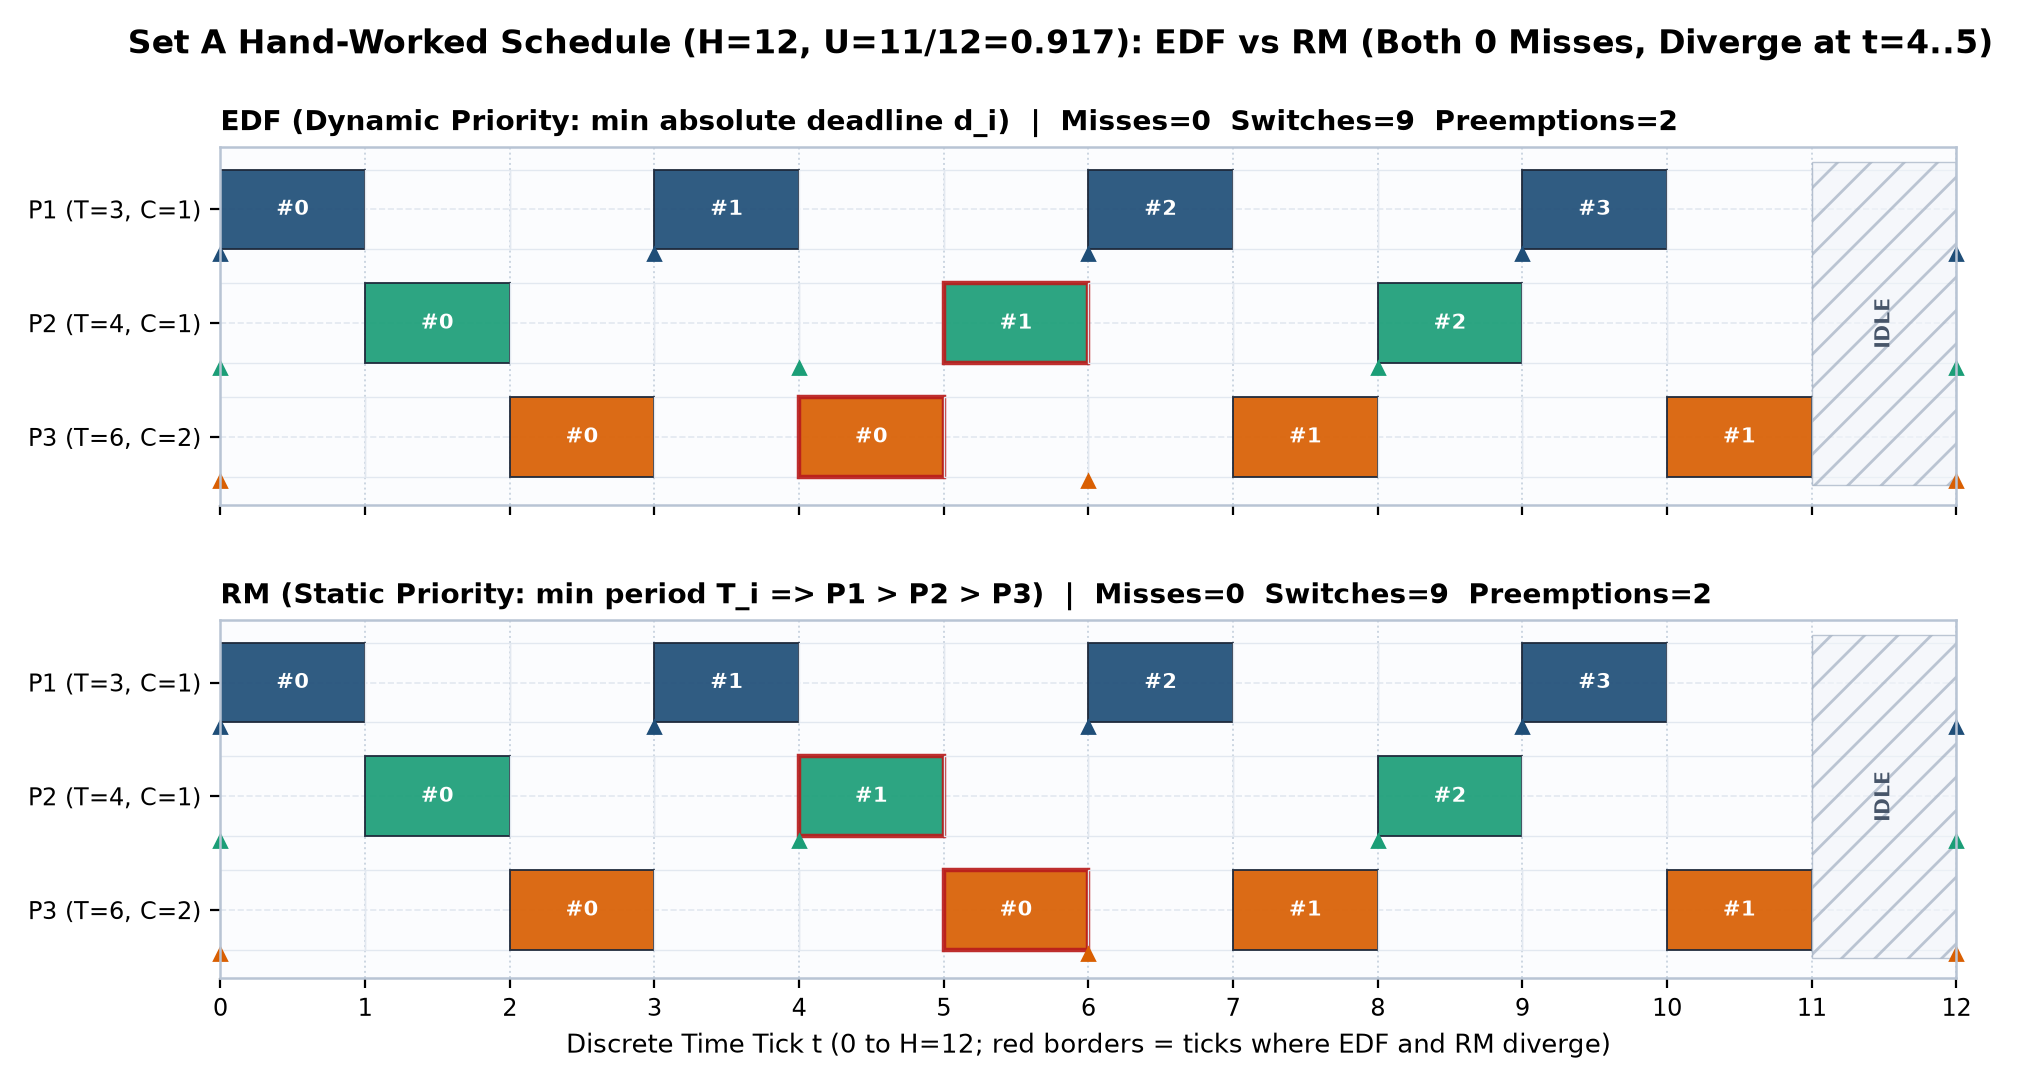 Set A Hand-Worked Schedule (H=12, U=11/12=0.917): EDF vs RM (Both 0 Misses, Diverge at t=4..5)
EDF (Dynamic Priority: min absolute deadline d_i)  |  Misses=0  Switches=9  Preemptions=2
P1 (T=3, C=1)
#0
#1
#2
#3
P2 (T=4, C=1)
#0
#1
#2
IDLE
P3 (T=6, C=2)
#0
#0
#1
#1
RM (Static Priority: min period T_i => P1 > P2 > P3)  |  Misses=0  Switches=9  Preemptions=2
P1 (T=3, C=1)
#0
#1
#2
#3
P2 (T=4, C=1)
#0
#1
#2
IDLE
P3 (T=6, C=2)
#0
#0
#1
#1
0 1 2 3 4 5 6 7 8 9 10 11 12
Discrete Time Tick t (0 to H=12; red borders = ticks where EDF and RM diverge)